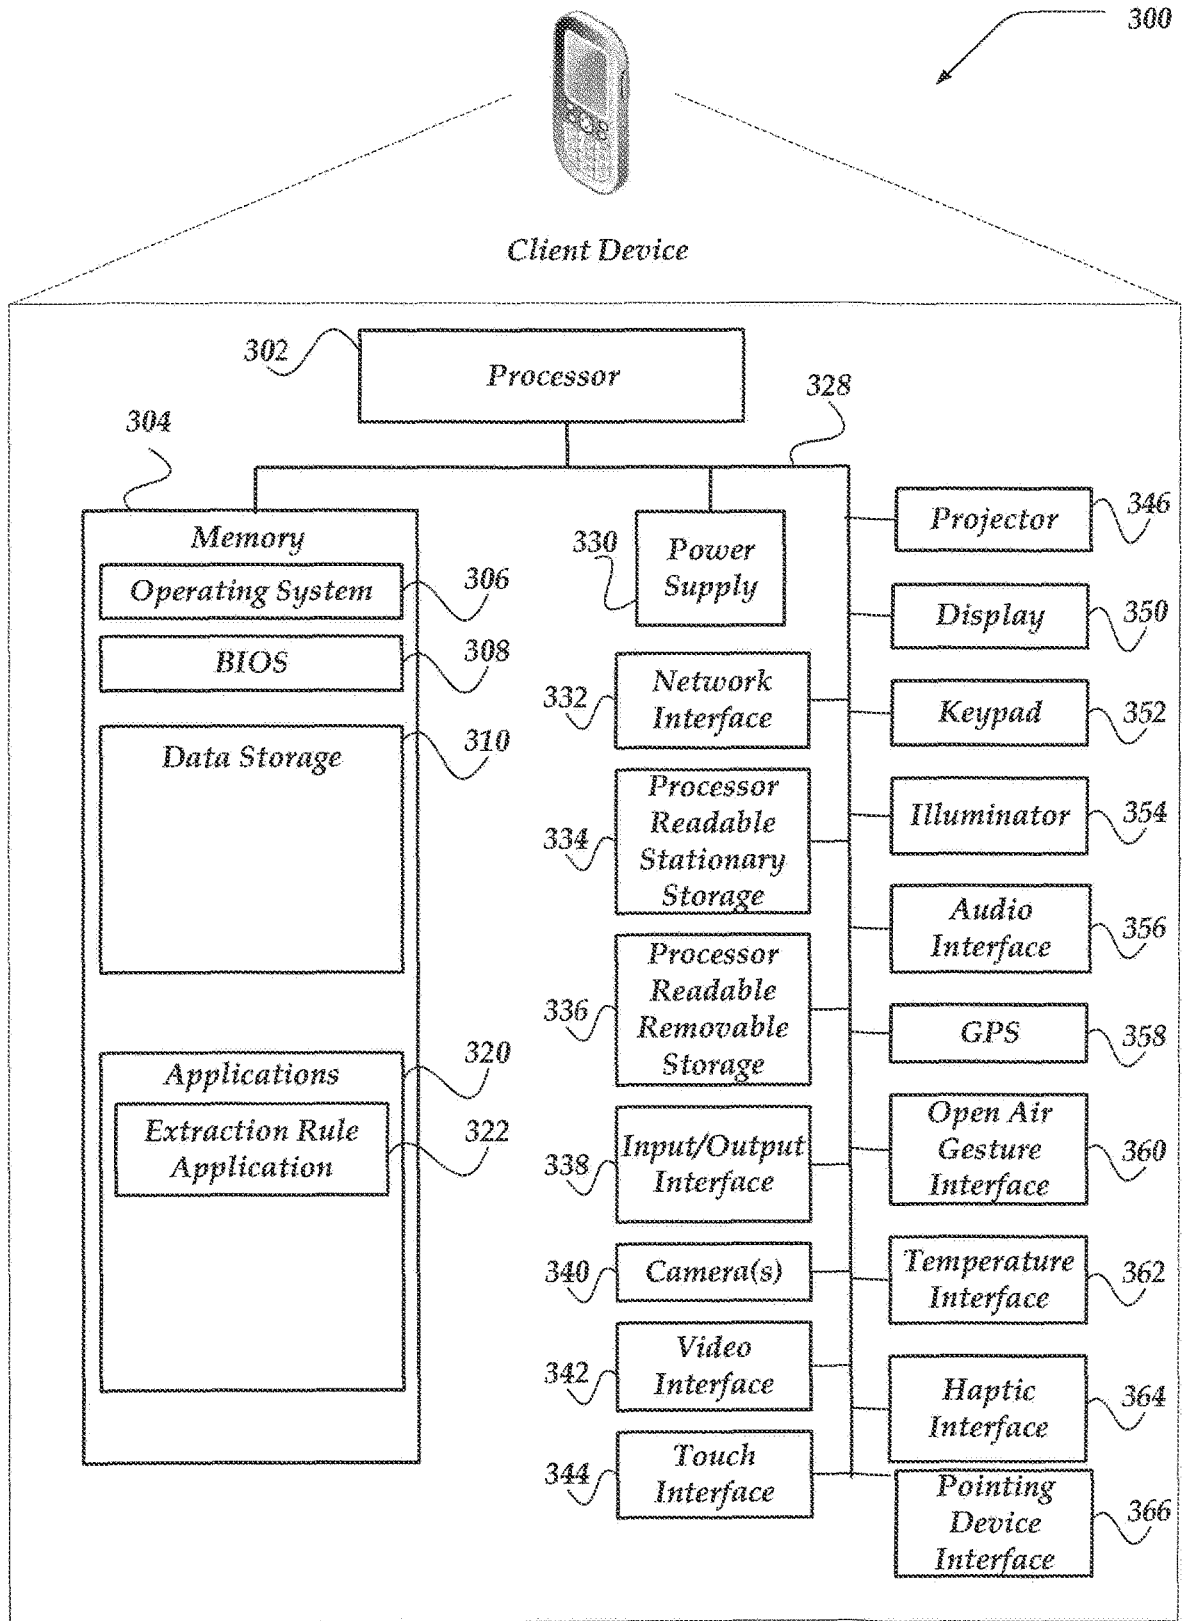 300
Client Device
302
Processor
328
304
Memory
Operating System
306
BIOS
308
Data Storage
310
Applications
320
Extraction Rule
Application
322
330
Power
Supply
332
Network
Interface
334
Processor
Readable
Stationary
Storage
336
Processor
Readable
Removable
Storage
338
Input/Output
Interface
340
Camera(s)
342
Video
Interface
344
Touch
Interface
Projector
346
Display
350
Keypad
352
Illuminator
354
Audio
Interface
356
GPS
358
Open Air
Gesture
Interface
360
Temperature
Interface
362
Haptic
Interface
364
Pointing
Device
Interface
366